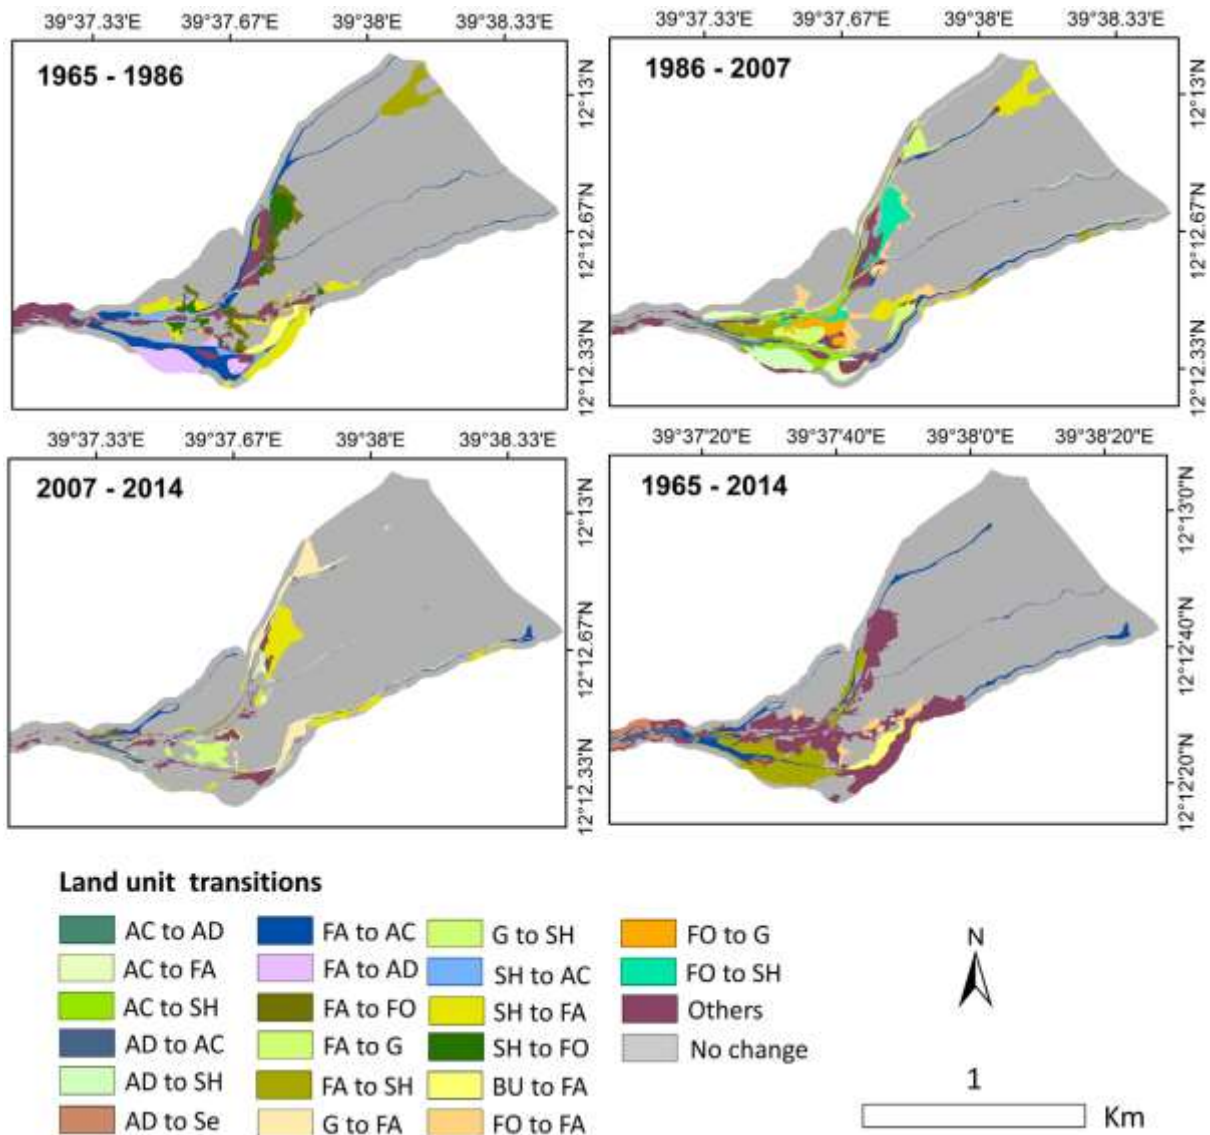 39°37.33'E 39°37.67'E 39°38'E 39°38.33'E
39°37.33'E 39°37.67'E 39°38'E 39°38.33'E
1965 - 1986
12°13'N
12°12.67'N
12°12.33'N
1986 - 2007
12°13'N
12°12.67'N
12°12.33'N
39°37.33'E 39°37.67'E 39°38'E 39°38.33'E
39°37'20"E 39°37'40"E 39°38'0"E 39°38'20"E
2007 - 2014
12°13'N
12°12.67'N
12°12.33'N
1965 - 2014
12°13'0"N
12°12'40"N
12°12'20"N
Land unit transitions
AC to AD
AC to FA
AC to SH
AD to AC
AD to SH
AD to Se
FA to AC
FA to AD
FA to FO
FA to G
FA to SH
G to FA
G to SH
SH to AC
SH to FA
SH to FO
BU to FA
FO to FA
FO to G
FO to SH
Others
No change
N
1
Km